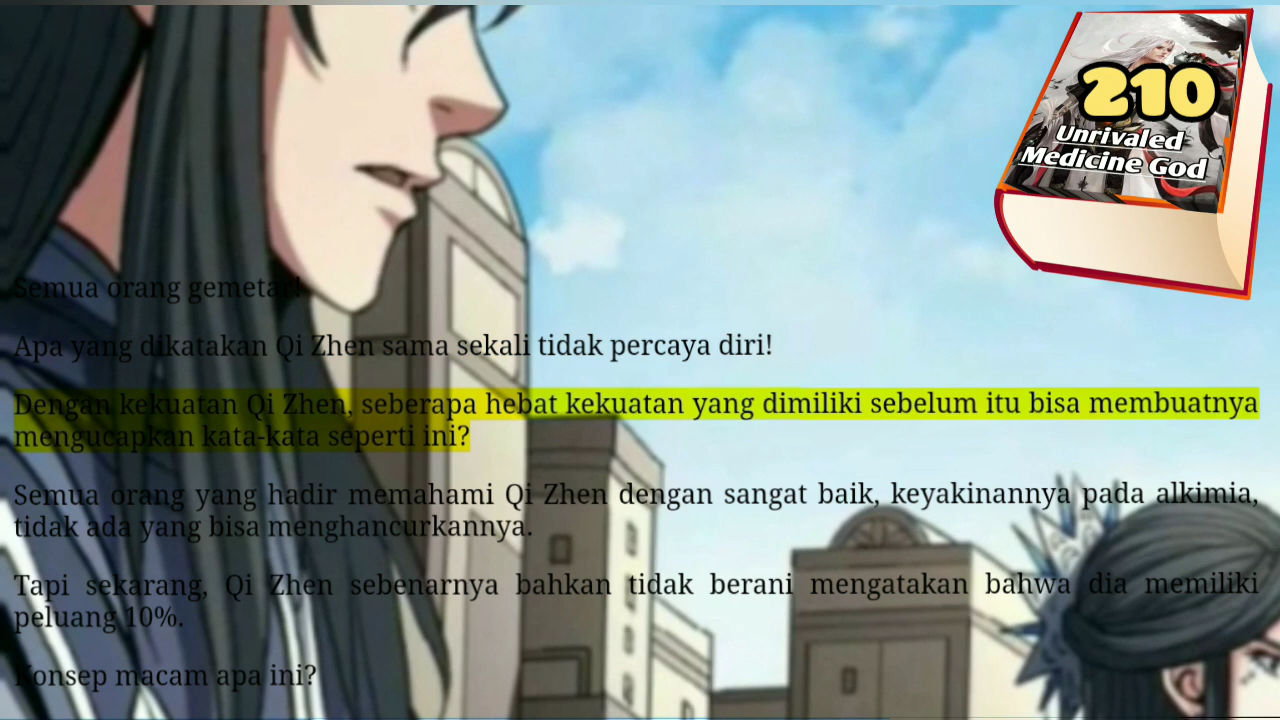 210
Unrivaled
Medicine God
Semua orang gemetar!
Apa yang dikatakan Qi Zhen sama sekali tidak percaya diri!
Dengan kekuatan Qi Zhen, seberapa hebat kekuatan yang dimiliki sebelum itu bisa membuatnya
mengucapkan kata-kata seperti ini?
Semua orang yang hadir memahami Qi Zhen dengan sangat baik, keyakinannya pada alkimia,
tidak ada yang bisa menghancurkannya.
Tapi sekarang, Qi Zhen sebenarnya bahkan tidak berani mengatakan bahwa dia memiliki
peluang 10%.
Konsep macam apa ini?